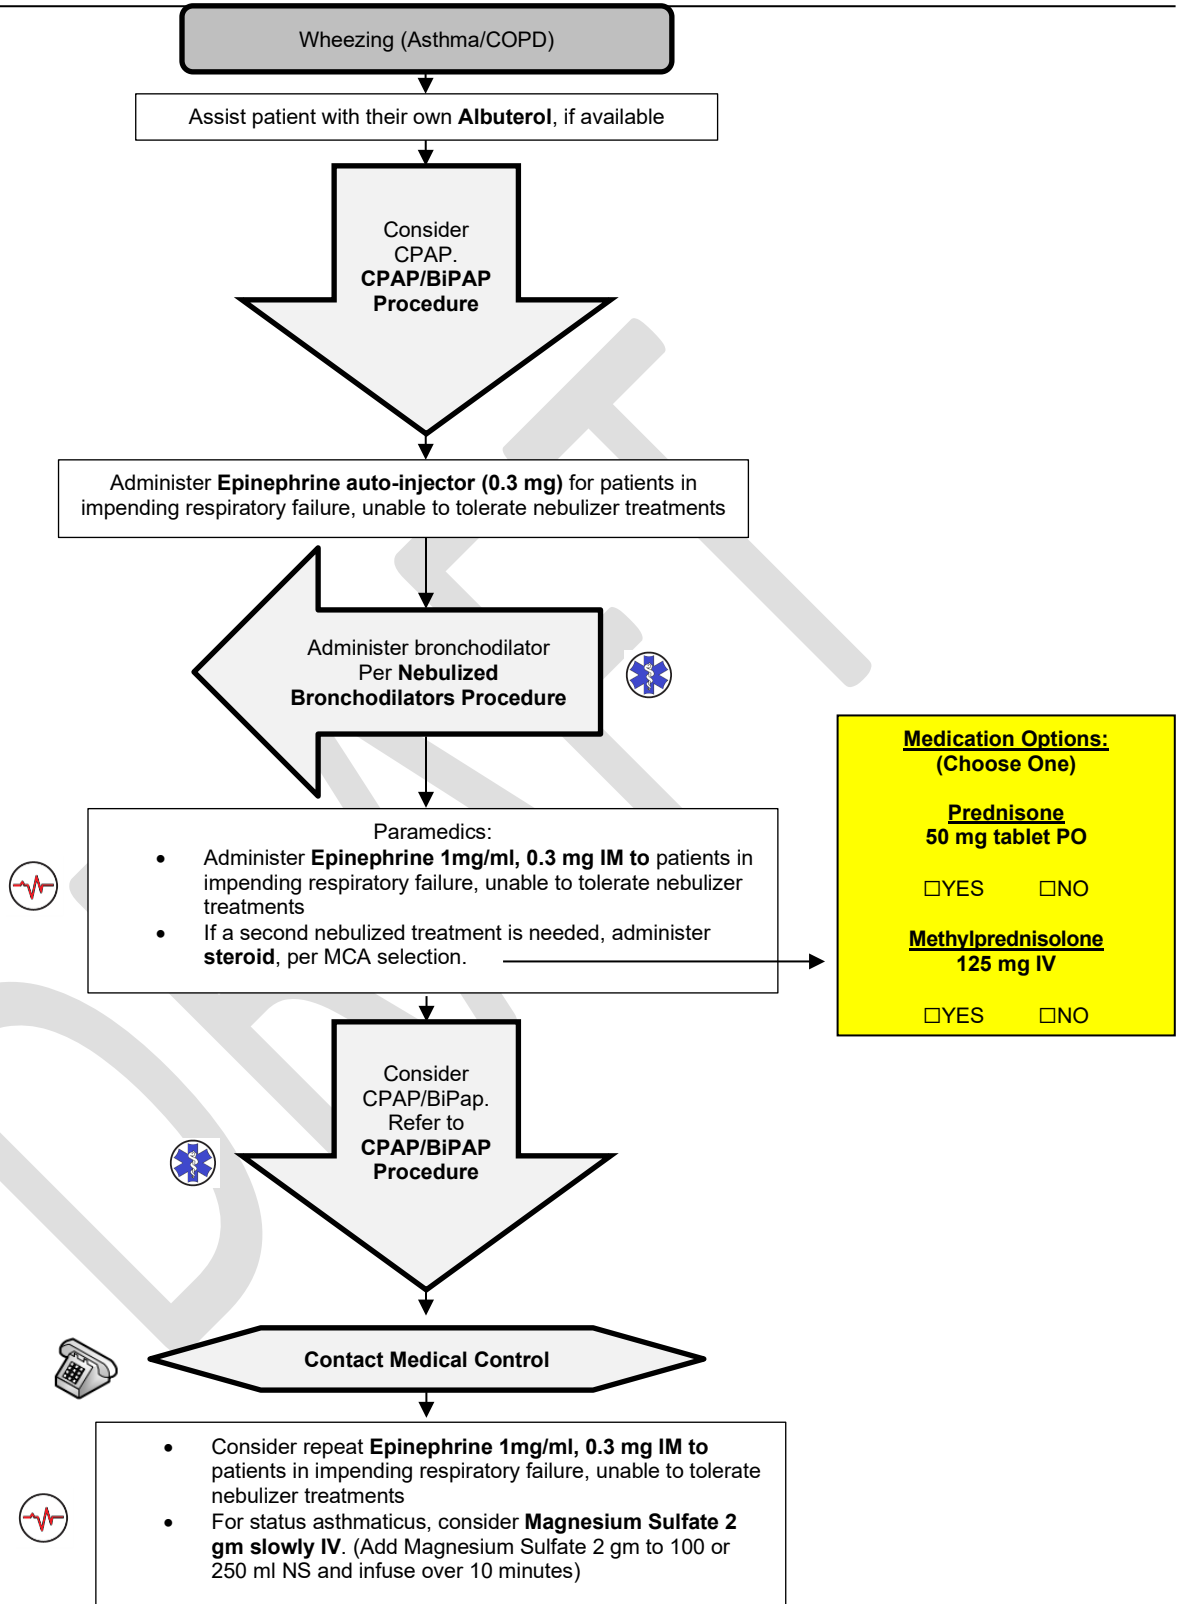 Wheezing (Asthma/COPD)
Assist patient with their own Albuterol, if available
Consider
CPAP.
CPAP/BiPAP
Procedure
Administer Epinephrine auto-injector (0.3 mg) for patients in
impending respiratory failure, unable to tolerate nebulizer treatments
Administer bronchodilator
Per Nebulized
Bronchodilators Procedure
Medication Options:
(Choose One)
Prednisone
50 mg tablet PO
☐YES ☐NO
Methylprednisolone
125 mg IV
☐YES ☐NO
Paramedics:
• Administer Epinephrine 1mg/ml, 0.3 mg IM to patients in
impending respiratory failure, unable to tolerate nebulizer
treatments
• If a second nebulized treatment is needed, administer
steroid, per MCA selection.
Consider
CPAP/BiPap.
Refer to
CPAP/BiPAP
Procedure
Contact Medical Control
• Consider repeat Epinephrine 1mg/ml, 0.3 mg IM to
patients in impending respiratory failure, unable to tolerate
nebulizer treatments
• For status asthmaticus, consider Magnesium Sulfate 2
gm slowly IV. (Add Magnesium Sulfate 2 gm to 100 or
250 ml NS and infuse over 10 minutes)
DRAFT